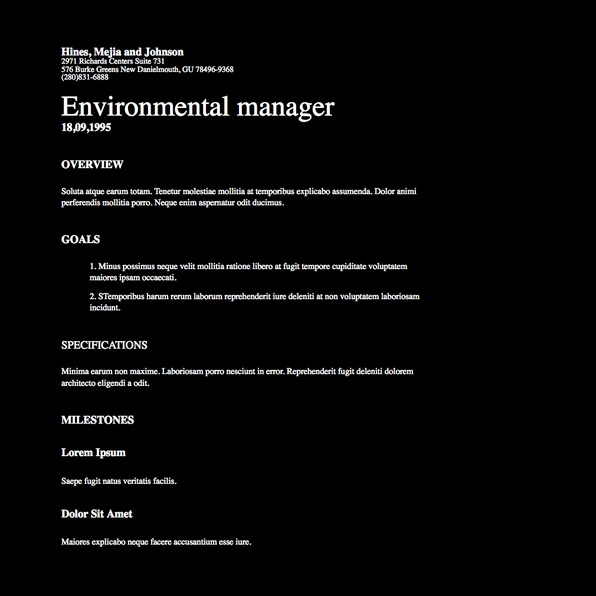 Hines, Mejia and Johnson
2971 Richards Centers Suite 731
576 Burke Greens New Danielmouth, GU 78496-9368
(280)831-6888
Environmental manager
18,09,1995
OVERVIEW
Soluta atque earum totam. Tenetur molestiae mollitia at temporibus explicabo assumenda. Dolor animi
perferendis mollitia porro. Neque enim aspernatur odit ducimus.
GOALS
1. Minus possimus neque velit mollitia ratione libero at fugit tempore cupiditate voluptatem
maiores ipsam occaecati.
2. STemporibus harum rerum laborum reprehenderit iure deleniti at non voluptatem laboriosam
incidunt.
SPECIFICATIONS
Minima earum non maxime. Laboriosam porro nesciunt in error. Reprehenderit fugit deleniti dolorem
architecto eligendi a odit.
MILESTONES
Lorem Ipsum
Saepe fugit natus veritatis facilis.
Dolor Sit Amet
Maiores explicabo neque facere accusantium esse iure.